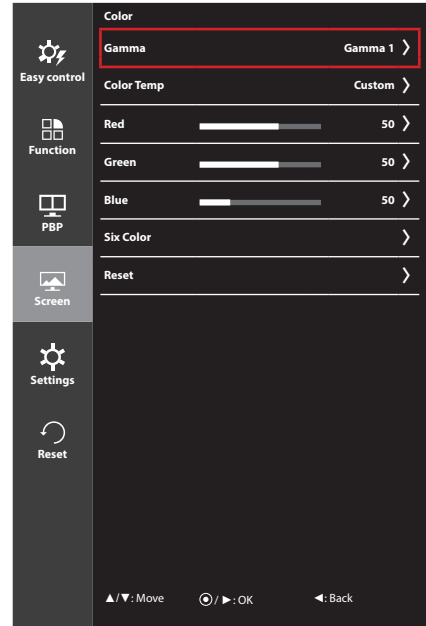 Easy control
Function
PBP
Screen
Settings
Reset
Color
Gamma Gamma 1
Color Temp Custom
Red 50
Green 50
Blue 50
Six Color
Reset
▲/▼: Move ⦿/ ►: OK ◄: Back